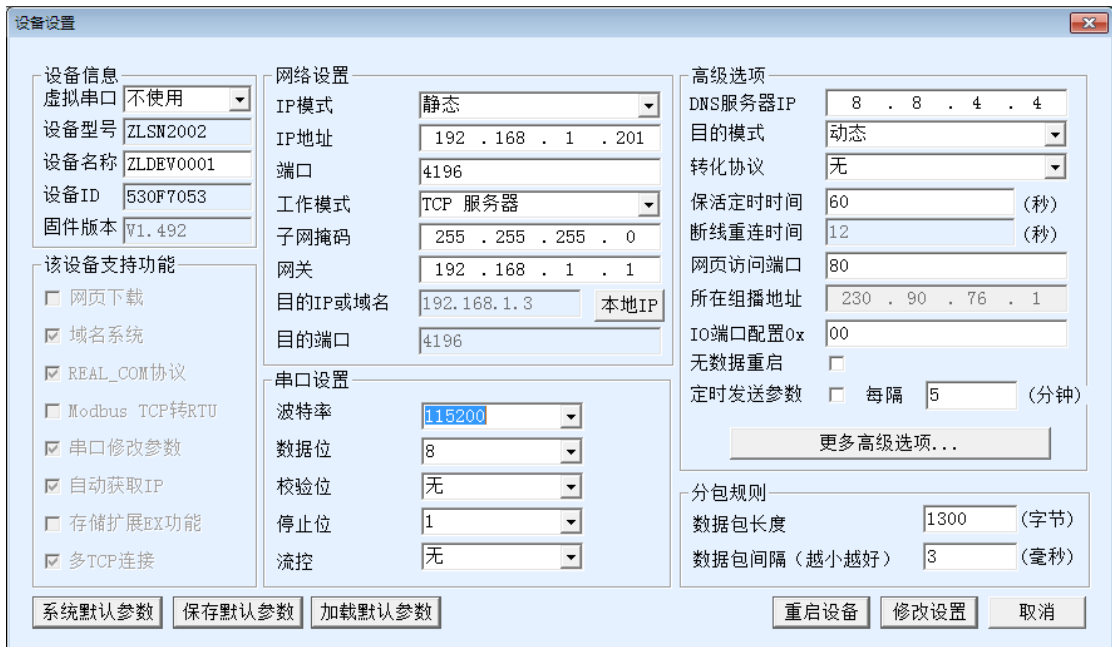 设备设置
设备信息
虚拟串口 不使用
设备型号 ZLSN2002
设备名称 ZLDEV0001
设备ID 530F7053
固件版本 V1.492
该设备支持功能
网页下载
域名系统
REAL_COM协议
Modbus TCP转RTU
串口修改参数
自动获取IP
存储扩展EX功能
多TCP连接
网络设置
IP模式 静态
IP地址 192 . 168 . 1 . 201
端口 4196
工作模式 TCP 服务器
子网掩码 255 . 255 . 255 . 0
网关 192 . 168 . 1 . 1
目的IP或域名 192.168.1.3 本地IP
目的端口 4196
串口设置
波特率 115200
数据位 8
校验位 无
停止位 1
流控 无
高级选项
DNS服务器IP 8 . 8 . 4 . 4
目的模式 动态
转化协议 无
保活定时时间 60 (秒)
断线重连时间 12 (秒)
网页访问端口 80
所在组播地址 230 . 90 . 76 . 1
IO端口配置0x 00
无数据重启
定时发送参数 每隔 5 (分钟)
更多高级选项...
分包规则
数据包长度 1300 (字节)
数据包间隔（越小越好） 3 (毫秒)
系统默认参数 保存默认参数 加载默认参数 重启设备 修改设置 取消